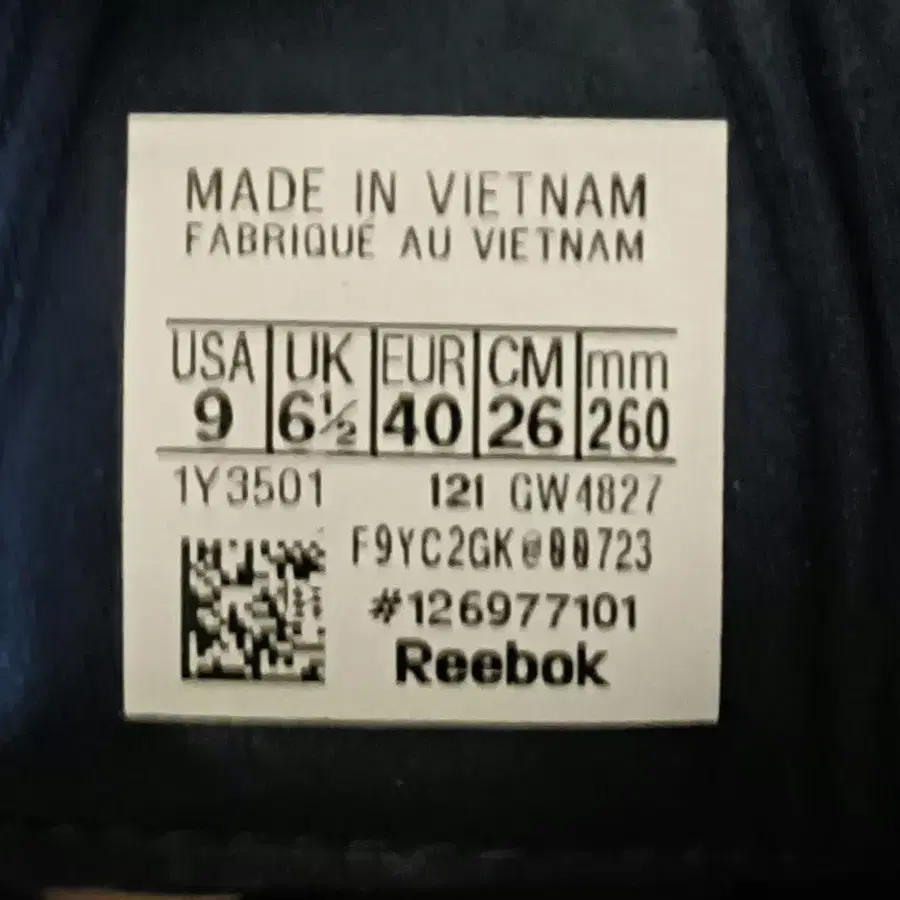 MADE IN VIETNAM
FABRIQUÉ AU VIETNAM
USA UK EUR CM mm
9 6½ 40 26 260
1Y3501 121 GW4827
F9YC2GK@00723
#126977101
Reebok